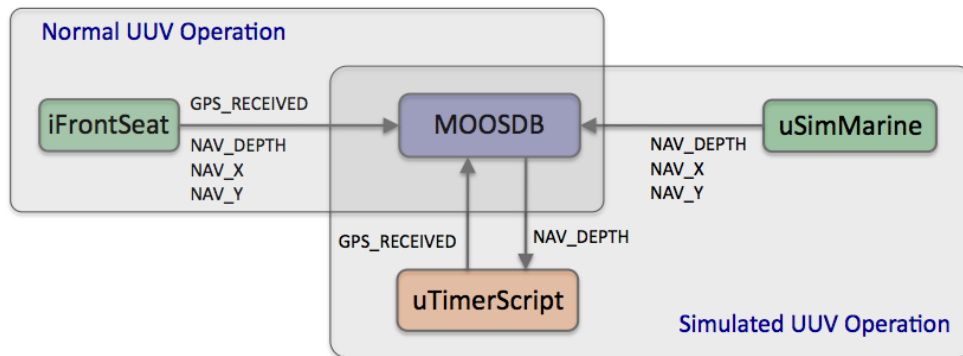 Normal UUV Operation
GPS_RECEIVED
iFrontSeat
MOOSDB
uSimMarine
NAV_DEPTH
NAV_X
NAV_Y
NAV_DEPTH
NAV_X
NAV_Y
GPS_RECEIVED
NAV_DEPTH
uTimerScript
Simulated UUV Operation